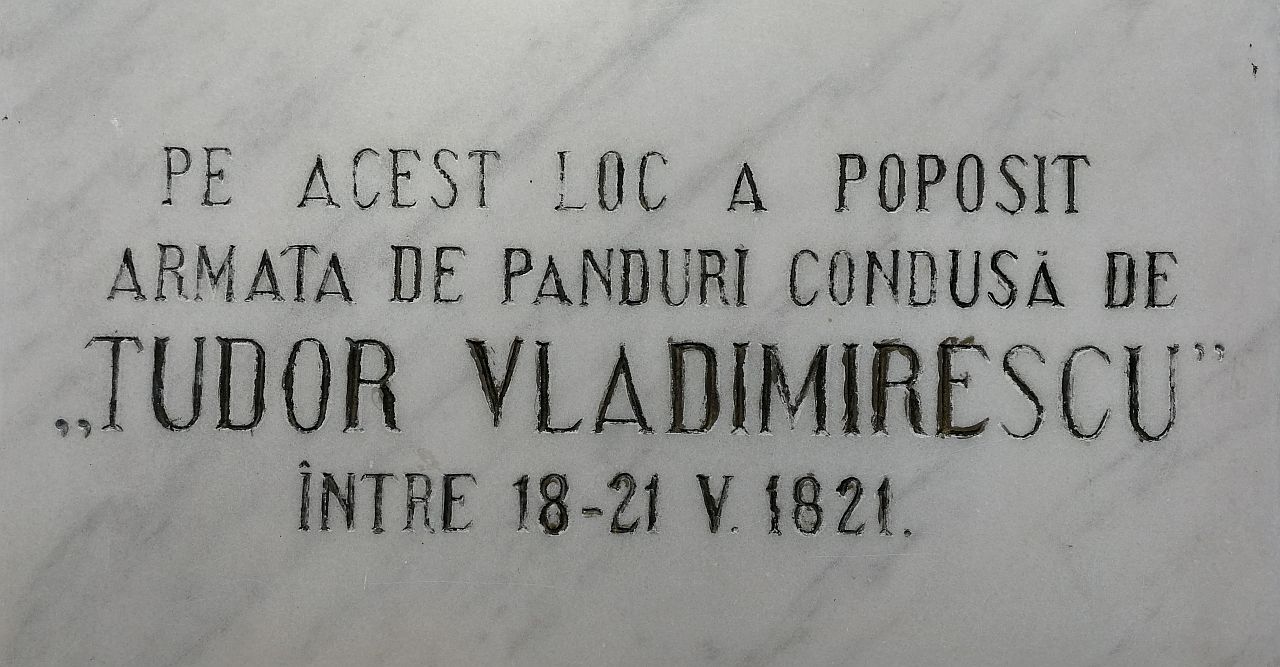 PE ACEST LOC A POPOSIT
ARMATA DE PANDURI CONDUSĂ DE
„TUDOR VLADIMIRESCU”
ÎNTRE 18-21 V. 1821.